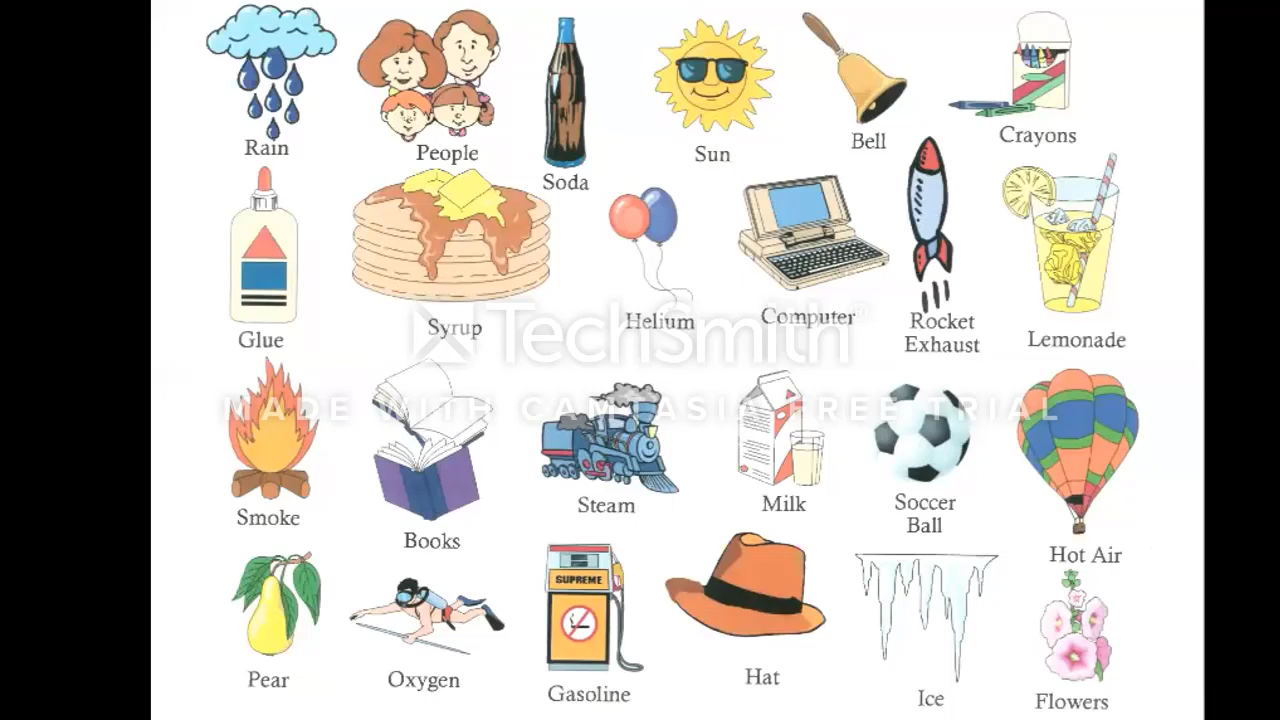 Rain
People
Soda
Sun
Bell
Crayons
Glue
Syrup
Helium
Computer
Rocket
Exhaust
Lemonade
TechSmith®
MADE WITH CAMTASIA FREE TRIAL
Smoke
Books
Steam
Milk
Soccer
Ball
Hot Air
SUPREME
Pear
Oxygen
Gasoline
Hat
Ice
Flowers